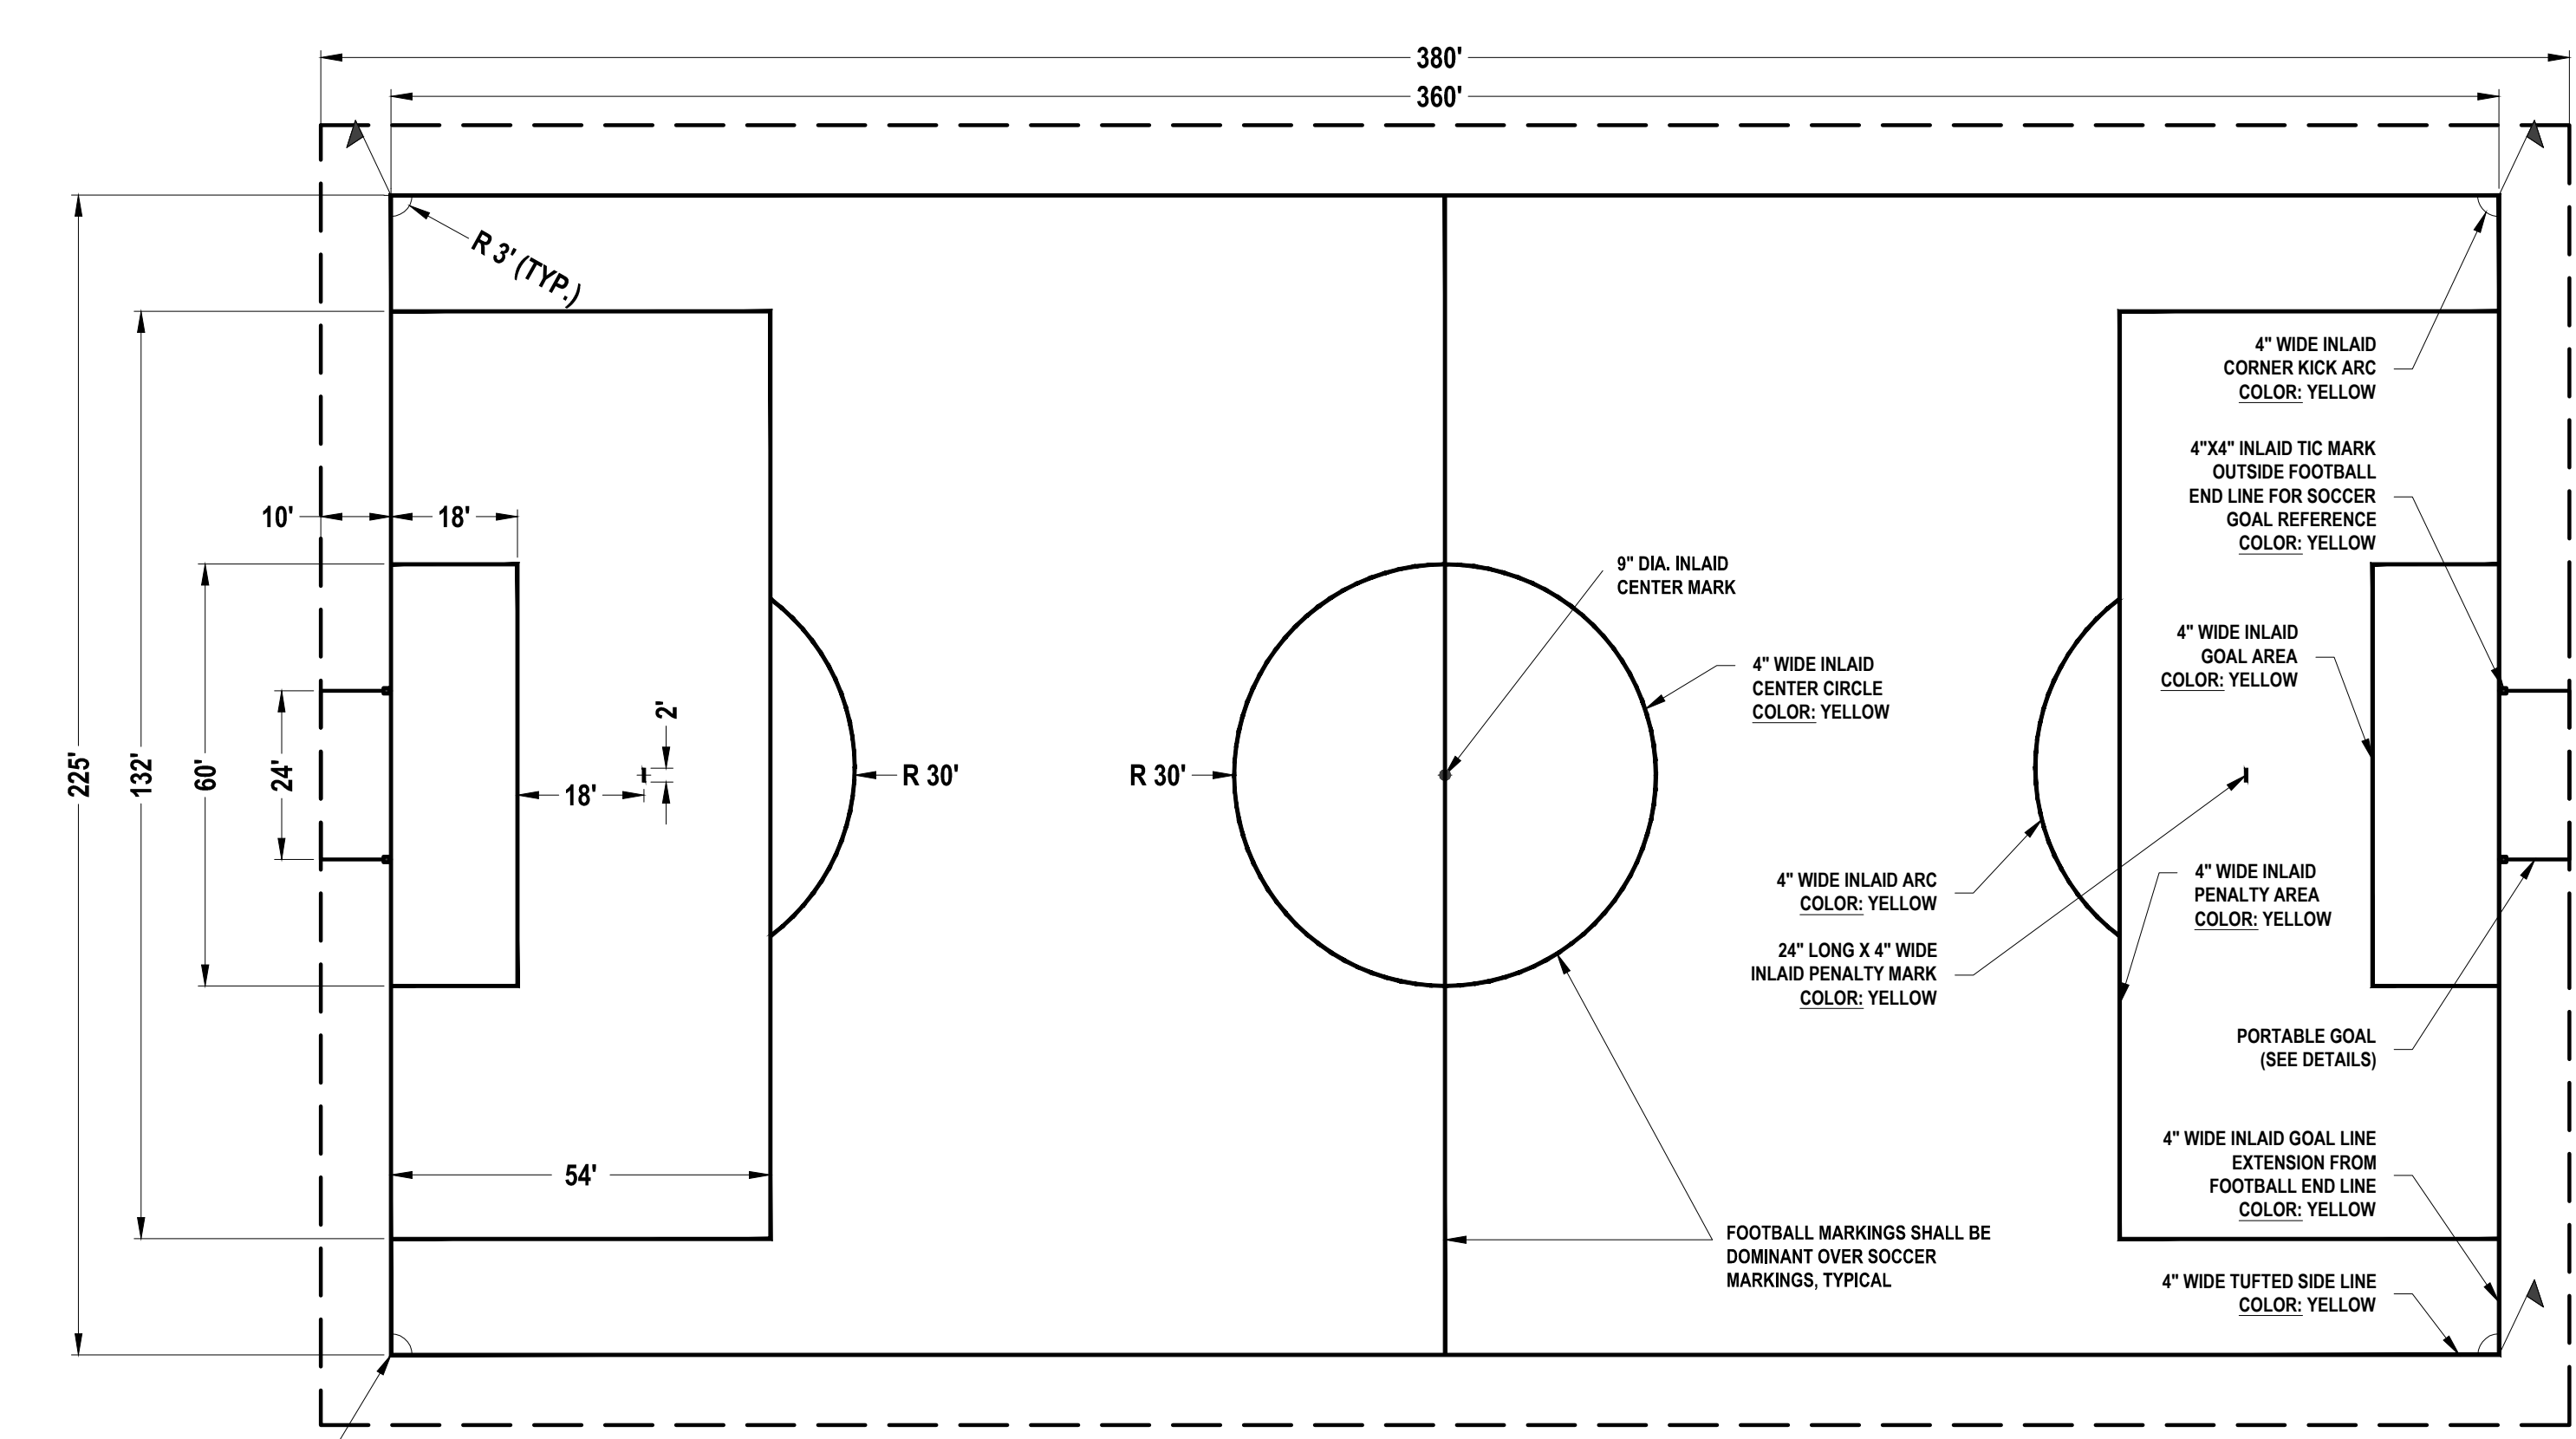 380'
360'
R 3' (TYP.)
4" WIDE INLAID
CORNER KICK ARC
COLOR: YELLOW
4"X4" INLAID TIC MARK
OUTSIDE FOOTBALL
END LINE FOR SOCCER
GOAL REFERENCE
COLOR: YELLOW
10'
18'
9" DIA. INLAID
CENTER MARK
4" WIDE INLAID
GOAL AREA
COLOR: YELLOW
4" WIDE INLAID
CENTER CIRCLE
COLOR: YELLOW
2'
225'
132'
60'
24'
18'
R 30'
R 30'
4" WIDE INLAID ARC
COLOR: YELLOW
4" WIDE INLAID
PENALTY AREA
COLOR: YELLOW
24" LONG X 4" WIDE
INLAID PENALTY MARK
COLOR: YELLOW
PORTABLE GOAL
(SEE DETAILS)
54'
4" WIDE INLAID GOAL LINE
EXTENSION FROM
FOOTBALL END LINE
COLOR: YELLOW
FOOTBALL MARKINGS SHALL BE
DOMINANT OVER SOCCER
MARKINGS, TYPICAL
4" WIDE TUFTED SIDE LINE
COLOR: YELLOW